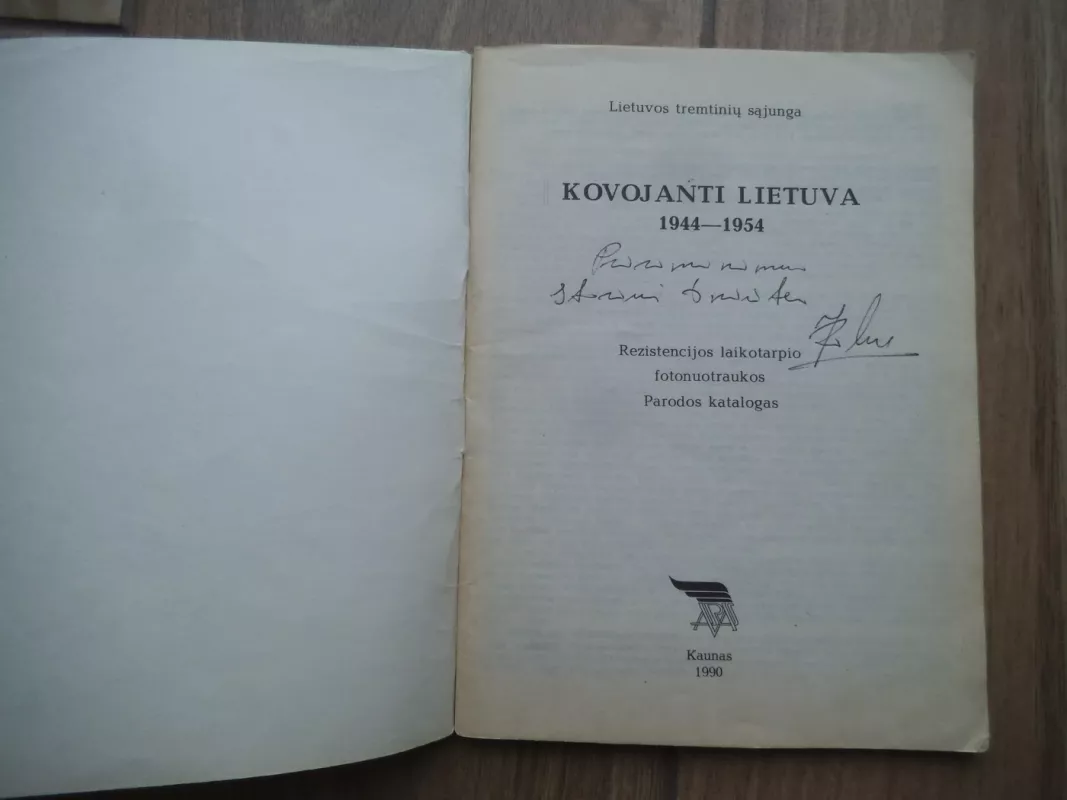 Lietuvos tremtinių sąjunga
KOVOJANTI LIETUVA
1944—1954
Rezistencijos laikotarpio
fotonuotraukos
Parodos katalogas
Kaunas
1990